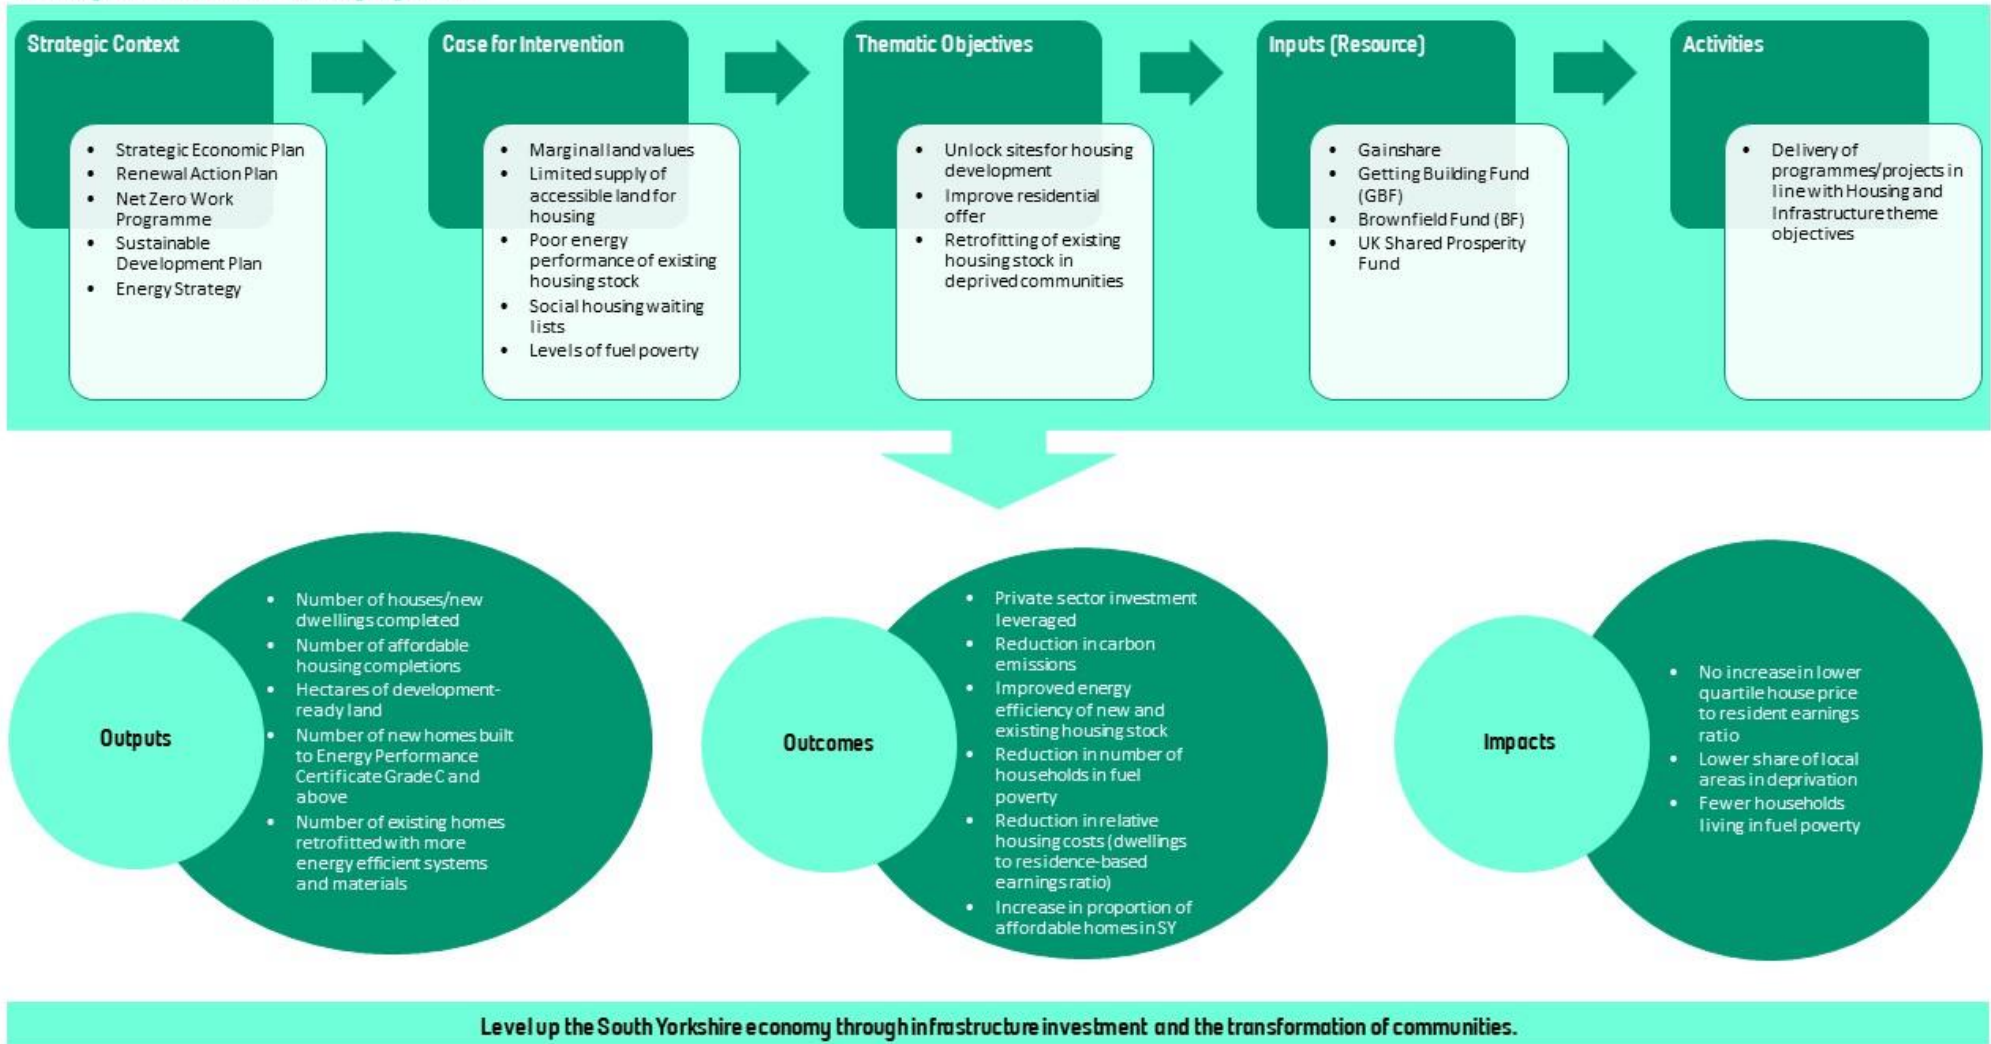 Strategic Context
• Strategic Economic Plan
• Renewal Action Plan
• Net Zero Work
Programme
• Sustainable
Development Plan
• Energy Strategy
Case for Intervention
• Marginal land values
• Limited supply of
accessible land for
housing
• Poor energy
performance of existing
housing stock
• Social housing waiting
lists
• Levels of fuel poverty
Thematic Objectives
• Unlock sites for housing
development
• Improve residential
offer
• Retrofitting of existing
housing stock in
deprived communities
Inputs (Resource)
• Gainshare
• Getting Building Fund
(GBF)
• Brownfield Fund (BF)
• UK Shared Prosperity
Fund
Activities
• Delivery of
programmes/projects in
line with Housing and
Infrastructure theme
objectives
Outputs
• Number of houses/new
dwellings completed
• Number of affordable
housing completions
• Hectares of development-
ready land
• Number of new homes built
to Energy Performance
Certificate Grade C and
above
• Number of existing homes
retrofitted with more
energy efficient systems
and materials
Outcomes
• Private sector investment
leveraged
• Reduction in carbon
emissions
• Improved energy
efficiency of new and
existing housing stock
• Reduction in number of
households in fuel
poverty
• Reduction in relative
housing costs (dwellings
to residence-based
earnings ratio)
• Increase in proportion of
affordable homes in SY
Impacts
• No increase in lower
quartile house price
to resident earnings
ratio
• Lower share of local
areas in deprivation
• Fewer households
living in fuel poverty
Level up the South Yorkshire economy through infrastructure investment and the transformation of communities.